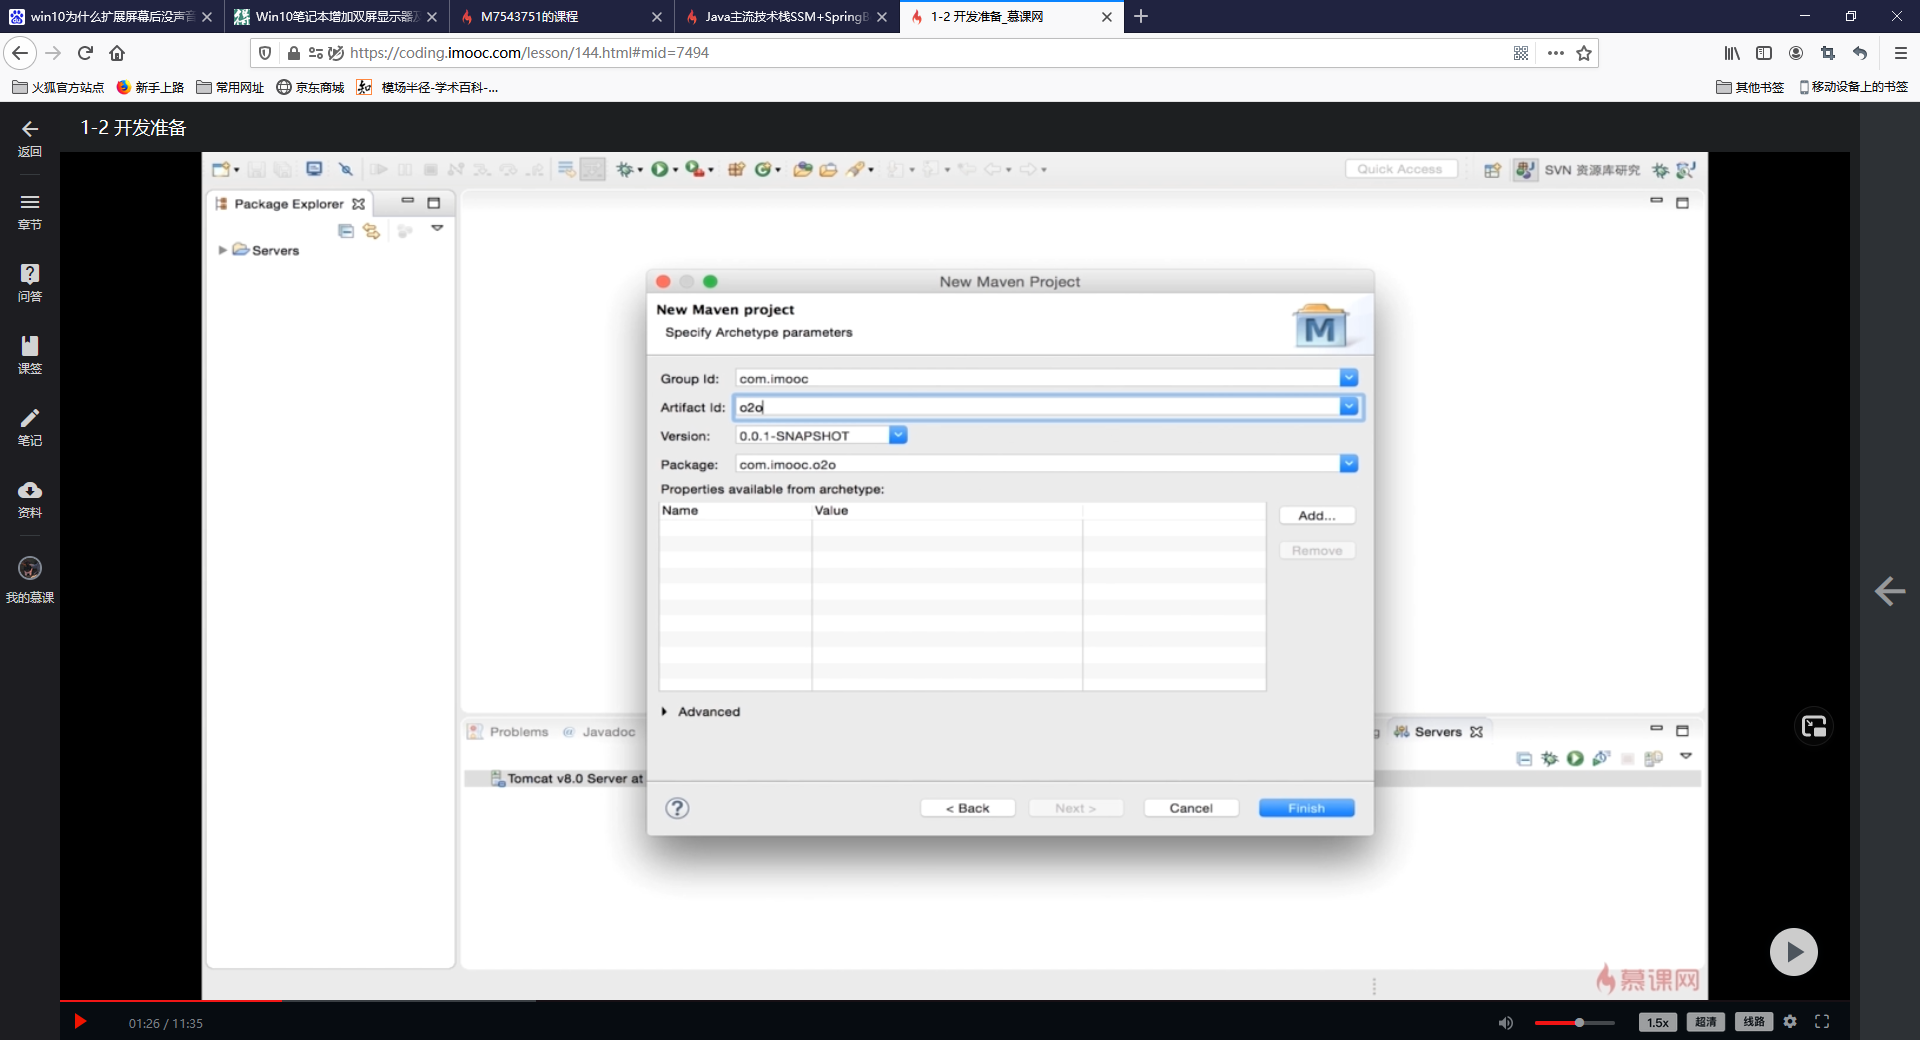 win10为什么扩展屏幕后没声音
Win10笔记本增加双屏显示器及
M7543751的课程
Java主流技术栈SSM+SpringB
1-2 开发准备_慕课网
https://coding.imooc.com/lesson/144.html#mid=7494
火狐官方站点
新手上路
常用网址
京东商城
模场半径-学术百科-...
其他书签
移动设备上的书签
返回
1-2 开发准备
章节
问答
课签
笔记
资料
我的慕课
Quick Access
SVN 资源库研究
Package Explorer
Servers
New Maven Project
New Maven project
Specify Archetype parameters
M
Group Id: com.imooc
Artifact Id: o2o
Version: 0.0.1-SNAPSHOT
Package: com.imooc.o2o
Properties available from archetype:
Name Value
Add...
Remove
Advanced
Problems
@ Javadoc
g
Servers
Tomcat v8.0 Server at
?
< Back
Next >
Cancel
Finish
慕课网
01:26 / 11:35
1.5x
超清
线路